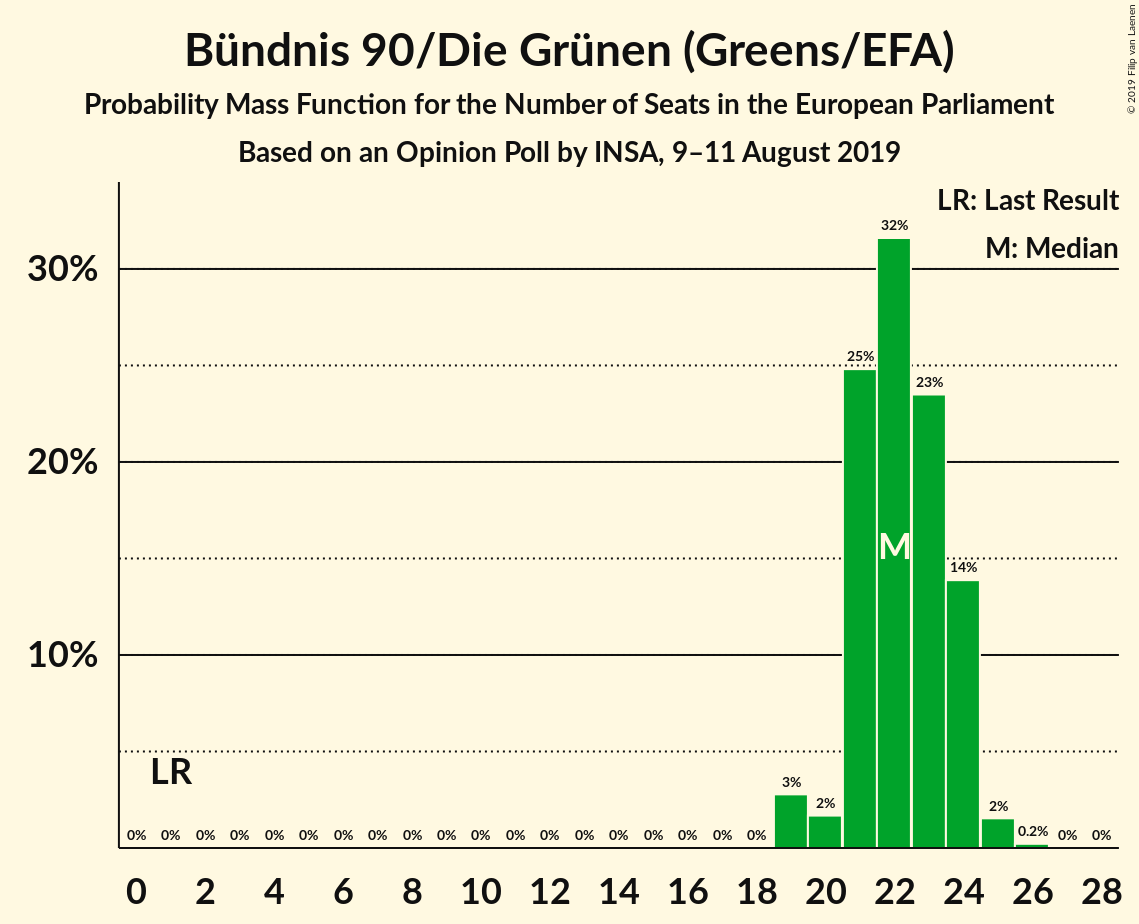 Bündnis 90/Die Grünen (Greens/EFA)
Probability Mass Function for the Number of Seats in the European Parliament
Based on an Opinion Poll by INSA, 9–11 August 2019
© 2019 Filip van Laenen
LR: Last Result
M: Median
30%
20%
10%
32%
25%
23%
M
14%
LR
3%
2%
2%
0% 0% 0% 0% 0% 0% 0% 0% 0% 0% 0% 0% 0% 0% 0% 0% 0% 0% 0% 0.2% 0% 0%
0 2 4 6 8 10 12 14 16 18 20 22 24 26 28